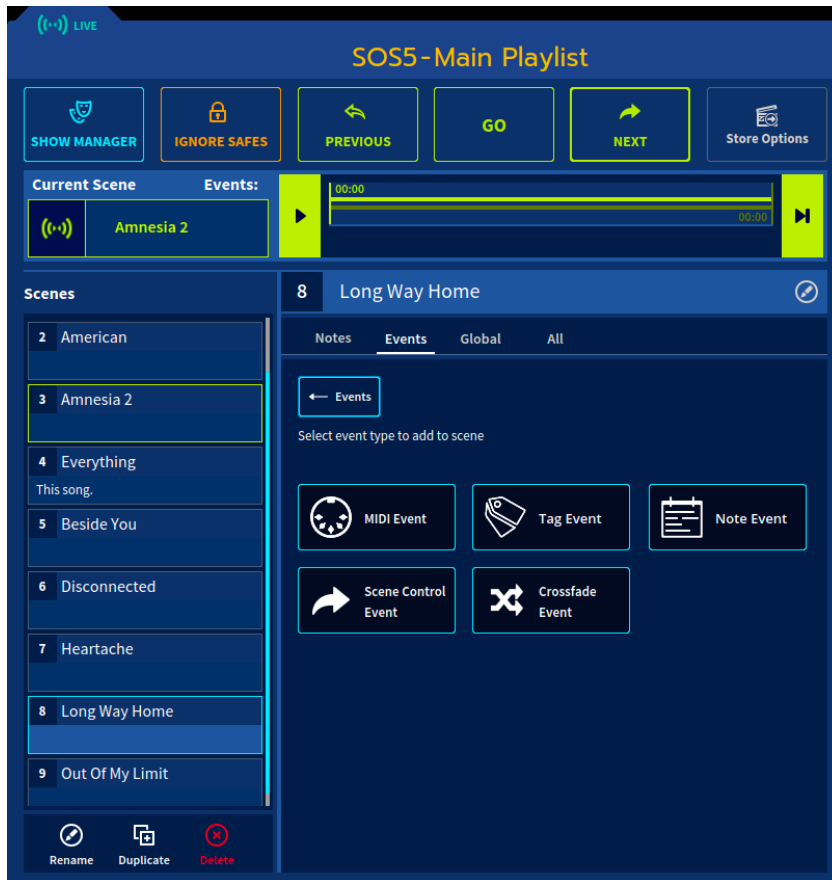 LIVE
SOS5-Main Playlist
SHOW MANAGER
IGNORE SAFES
PREVIOUS
GO
NEXT
Store Options
Current Scene
Events:
Amnesia 2
00:00
00:00
Scenes
2 American
3 Amnesia 2
4 Everything
This song.
5 Beside You
6 Disconnected
7 Heartache
8 Long Way Home
9 Out Of My Limit
Rename
Duplicate
Delete
8 Long Way Home
Notes
Events
Global
All
Events
Select event type to add to scene
MIDI Event
Tag Event
Note Event
Scene Control
Event
Crossfade
Event